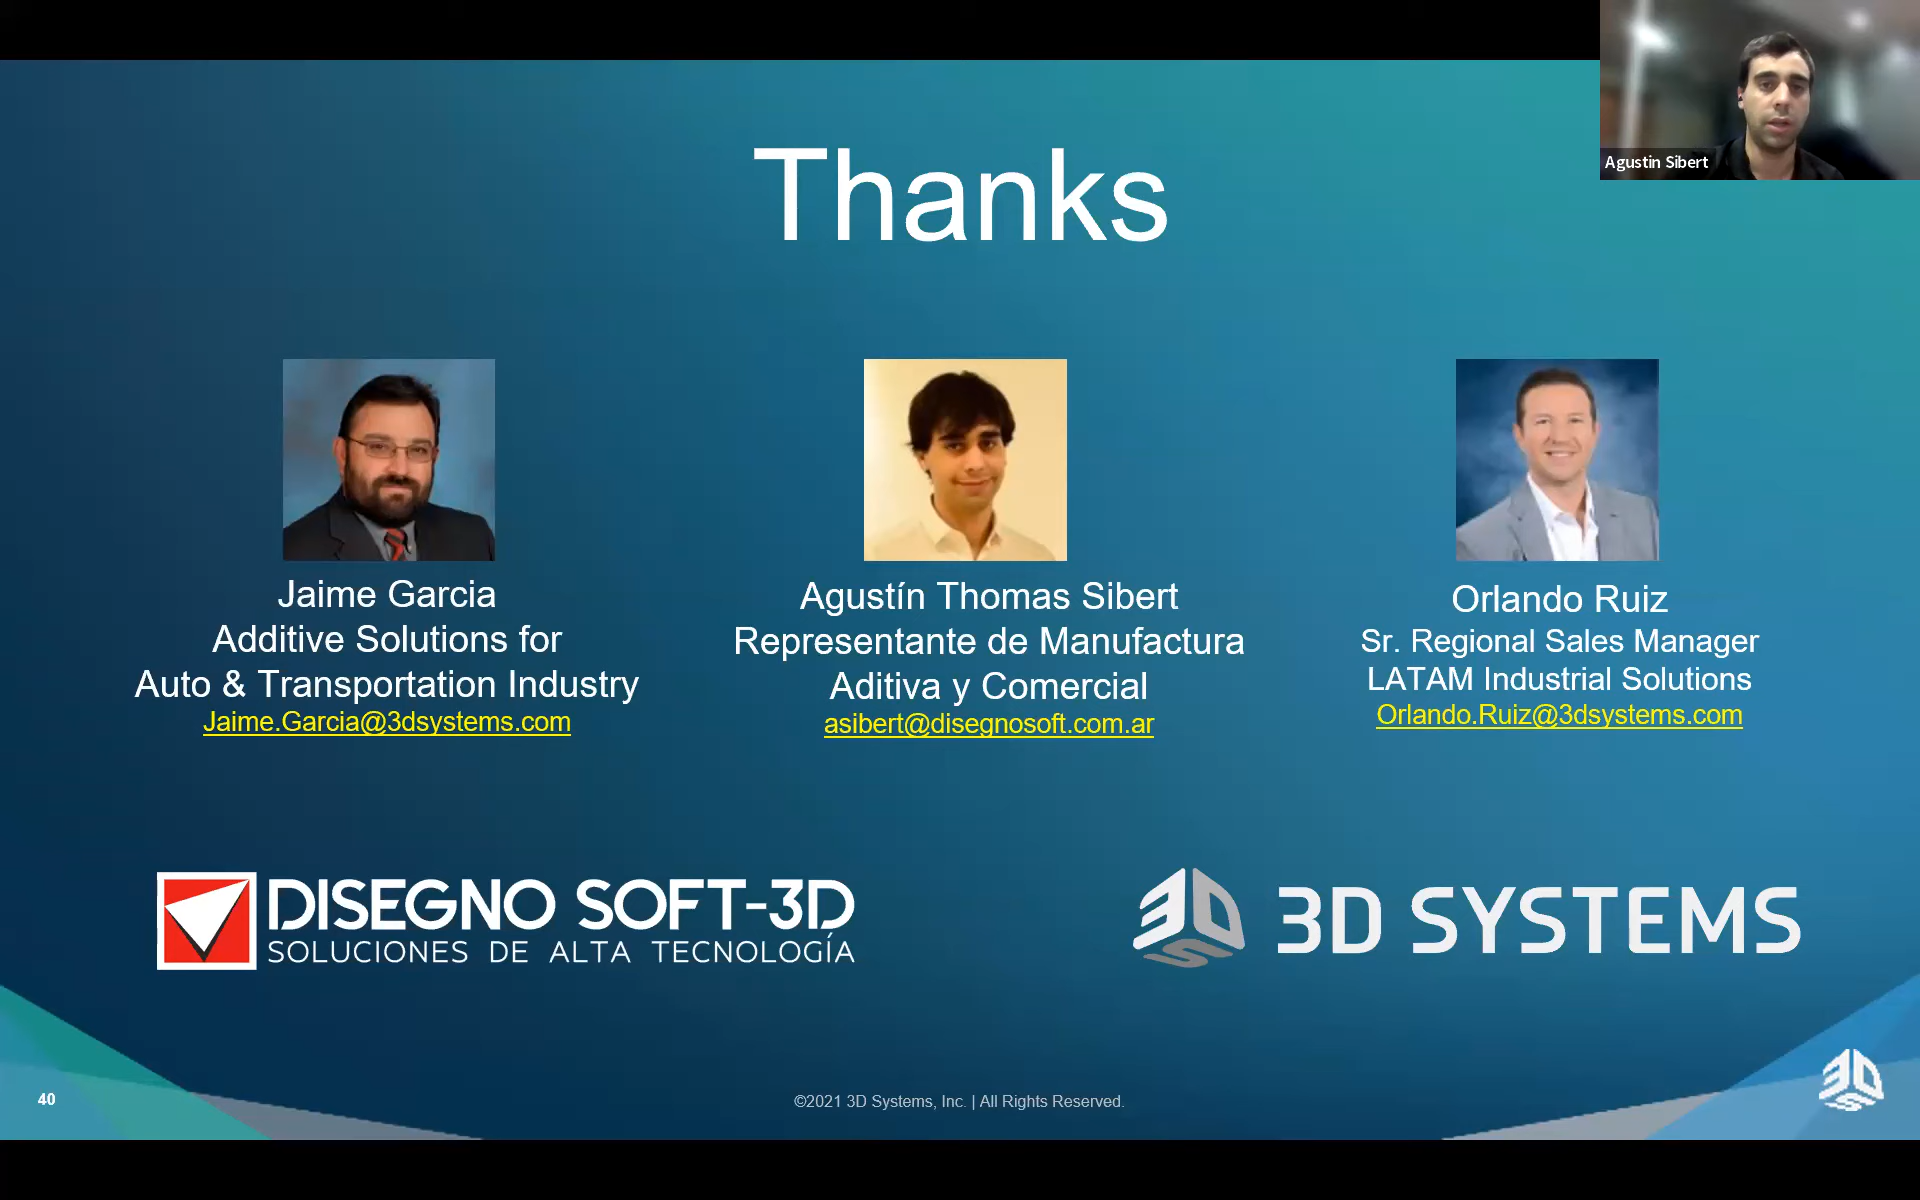 Agustin Sibert
Thanks
Jaime Garcia
Additive Solutions for
Auto & Transportation Industry
Jaime.Garcia@3dsystems.com
Agustín Thomas Sibert
Representante de Manufactura
Aditiva y Comercial
asibert@disegnosoft.com.ar
Orlando Ruiz
Sr. Regional Sales Manager
LATAM Industrial Solutions
Orlando.Ruiz@3dsystems.com
DISEGNO SOFT-3D
SOLUCIONES DE ALTA TECNOLOGÍA
3DS 3D SYSTEMS
40
©2021 3D Systems, Inc. | All Rights Reserved.
3DS